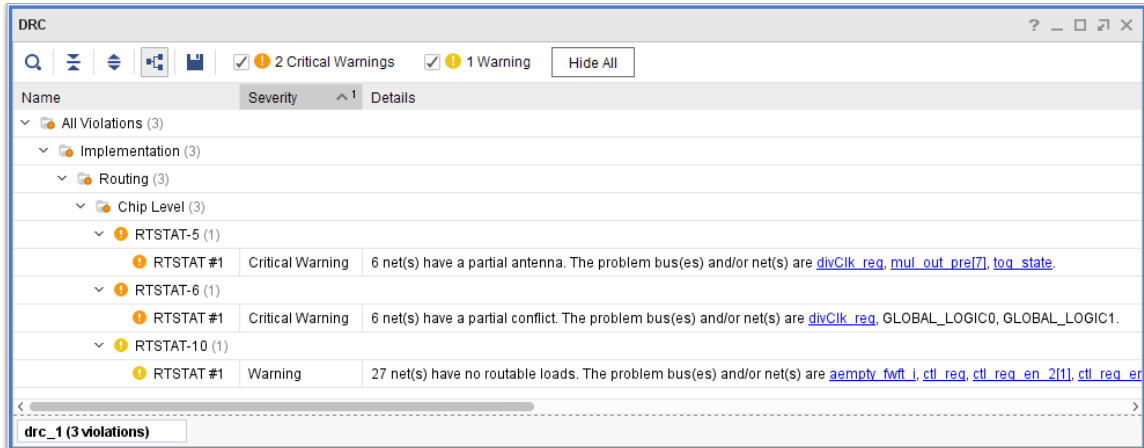 DRC
2 Critical Warnings 1 Warning Hide All
Name Severity 1 Details
All Violations (3)
Implementation (3)
Routing (3)
Chip Level (3)
RTSTAT-5 (1)
RTSTAT #1 Critical Warning 6 net(s) have a partial antenna. The problem bus(es) and/or net(s) are divClk_reg, mul_out_pre[7], tog_state.
RTSTAT-6 (1)
RTSTAT #1 Critical Warning 6 net(s) have a partial conflict. The problem bus(es) and/or net(s) are divClk_reg, GLOBAL_LOGIC0, GLOBAL_LOGIC1.
RTSTAT-10 (1)
RTSTAT #1 Warning 27 net(s) have no routable loads. The problem bus(es) and/or net(s) are aempty_fwft_i, ctl_reg, ctl_reg_en_2[1],
drc_1 (3 violations)